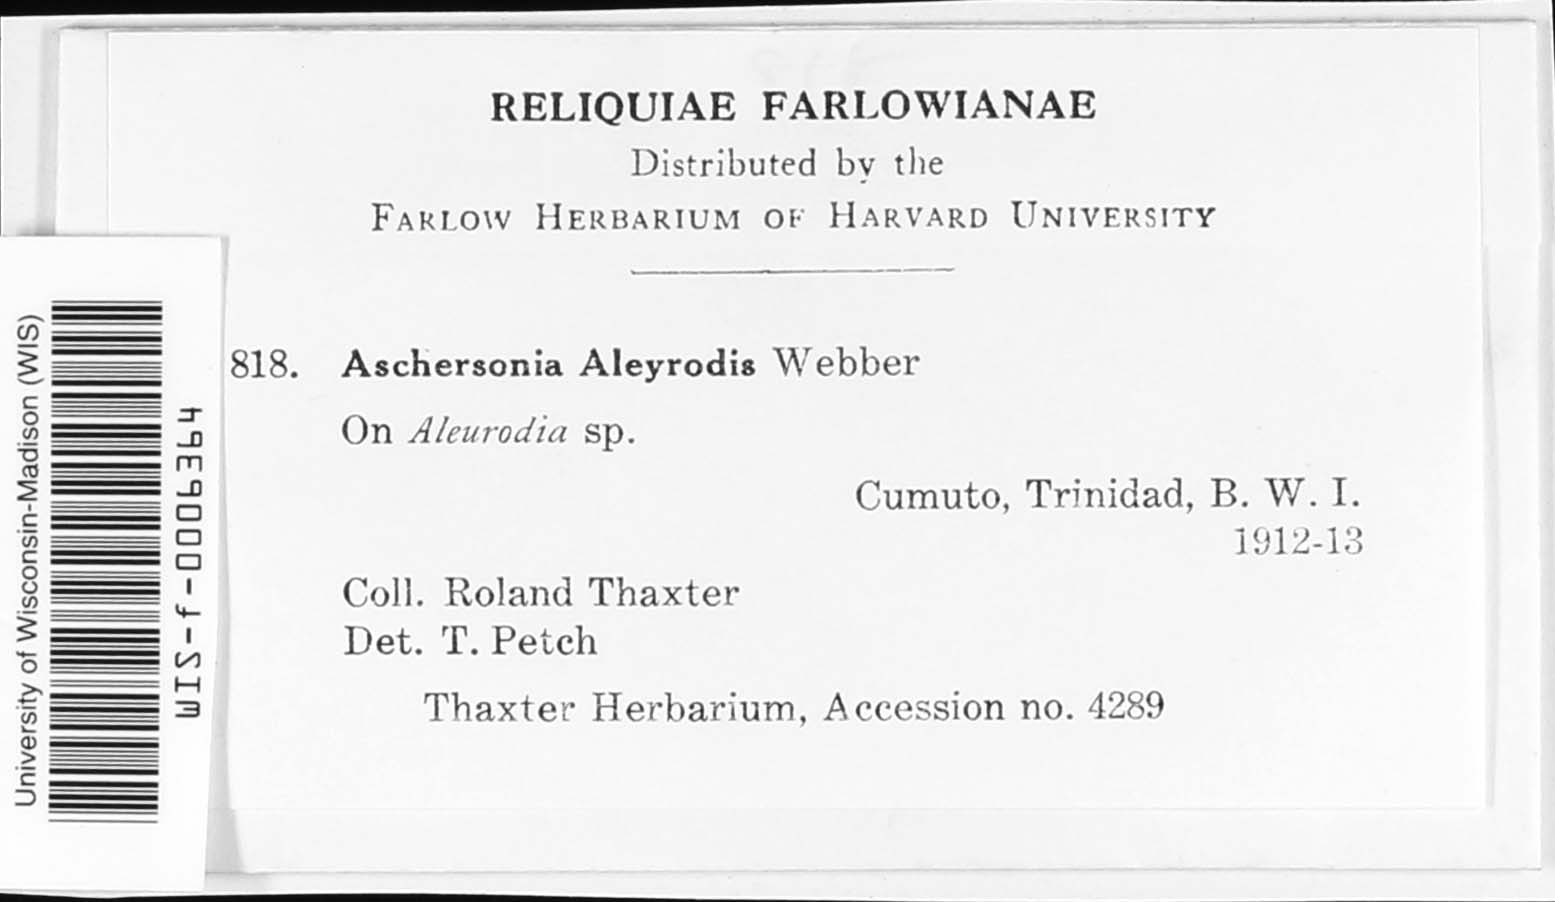 RELIQUIAE FARLOWIANAE
Distributed by the
FARLOW HERBARIUM OF HARVARD UNIVERSITY
818. Aschersonia Aleyrodis Webber
On Aleurodia sp.
Cumuto, Trinidad, B. W. I.
1912-13
Coll. Roland Thaxter
Det. T. Petch
Thaxter Herbarium, Accession no. 4289
University of Wisconsin-Madison (WIS)
WIS-f-0006364